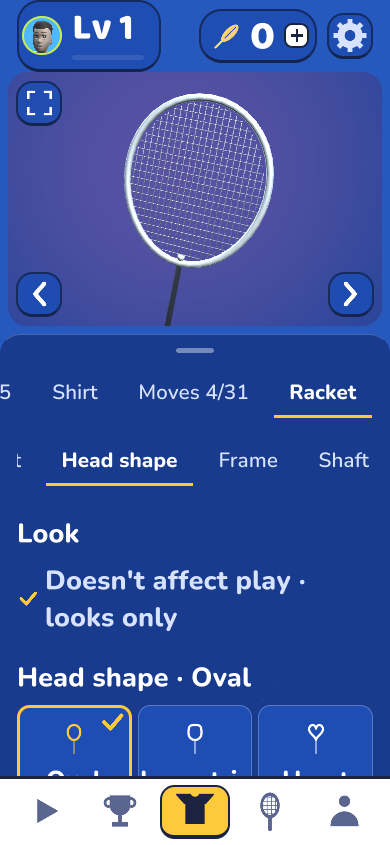 Lv 1
0
5
Shirt
Moves 4/31
Racket
t
Head shape
Frame
Shaft
Look
Doesn't affect play ·
looks only
Head shape · Oval